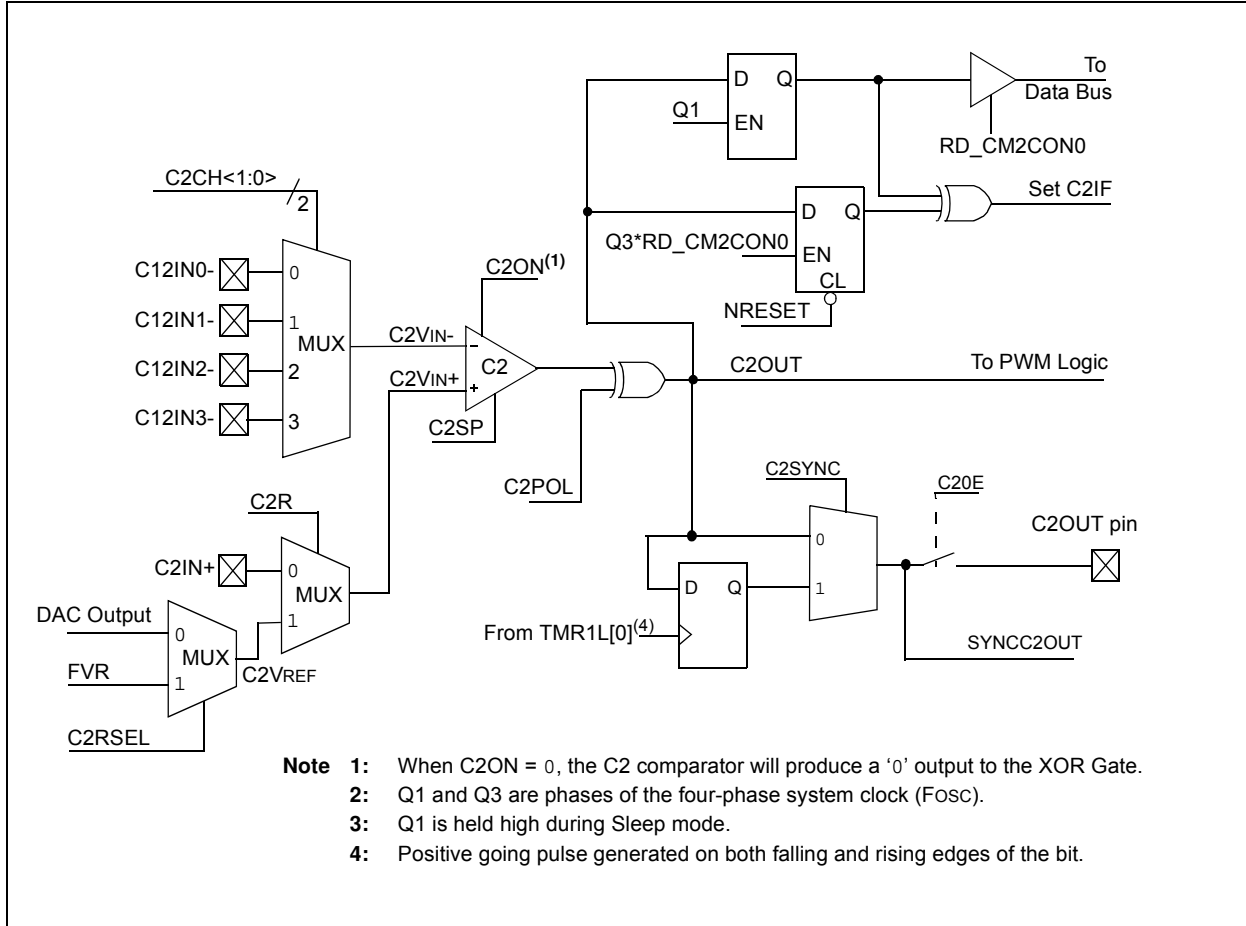 D Q
To
Data Bus
Q1
EN
RD_CM2CON0
C2CH<1:0>
2
Set C2IF
D Q
Q3*RD_CM2CON0
EN
CL
NRESET
C2ON(1)
C12IN0-
0
C12IN1-
1
MUX
C12IN2-
2
C12IN3-
3
C2VIN-
-
C2
C2VIN+
+
C2SP
C2OUT
To PWM Logic
C2POL
C2SYNC
C20E
C2OUT pin
C2R
C2IN+
0
MUX
1
0
1
D Q
From TMR1L[0](4)
SYNCC2OUT
DAC Output
0
MUX
FVR
1
C2VREF
C2RSEL
Note 1: When C2ON = 0, the C2 comparator will produce a ‘0’ output to the XOR Gate.
2: Q1 and Q3 are phases of the four-phase system clock (FOSC).
3: Q1 is held high during Sleep mode.
4: Positive going pulse generated on both falling and rising edges of the bit.